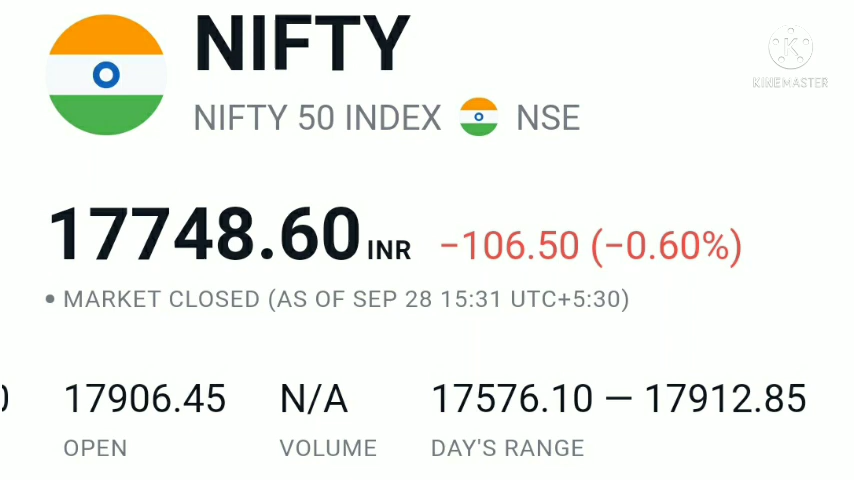 NIFTY
NIFTY 50 INDEX NSE
KINEMASTER
17748.60 INR −106.50 (−0.60%)
• MARKET CLOSED (AS OF SEP 28 15:31 UTC+5:30)
17906.45 N/A 17576.10 — 17912.85
OPEN VOLUME DAY'S RANGE